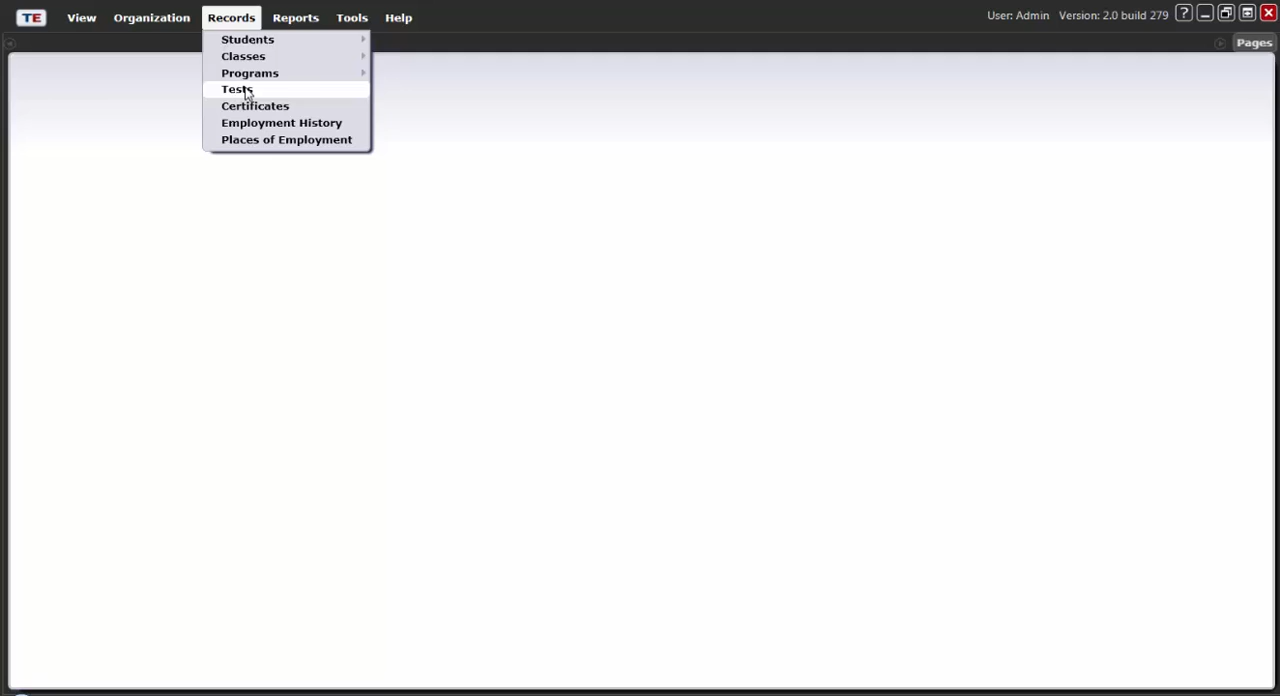 TE View Organization Records Reports Tools Help User: Admin Version: 2.0 build 279 ?
Pages
Students
Classes
Programs
Tests
Certificates
Employment History
Places of Employment